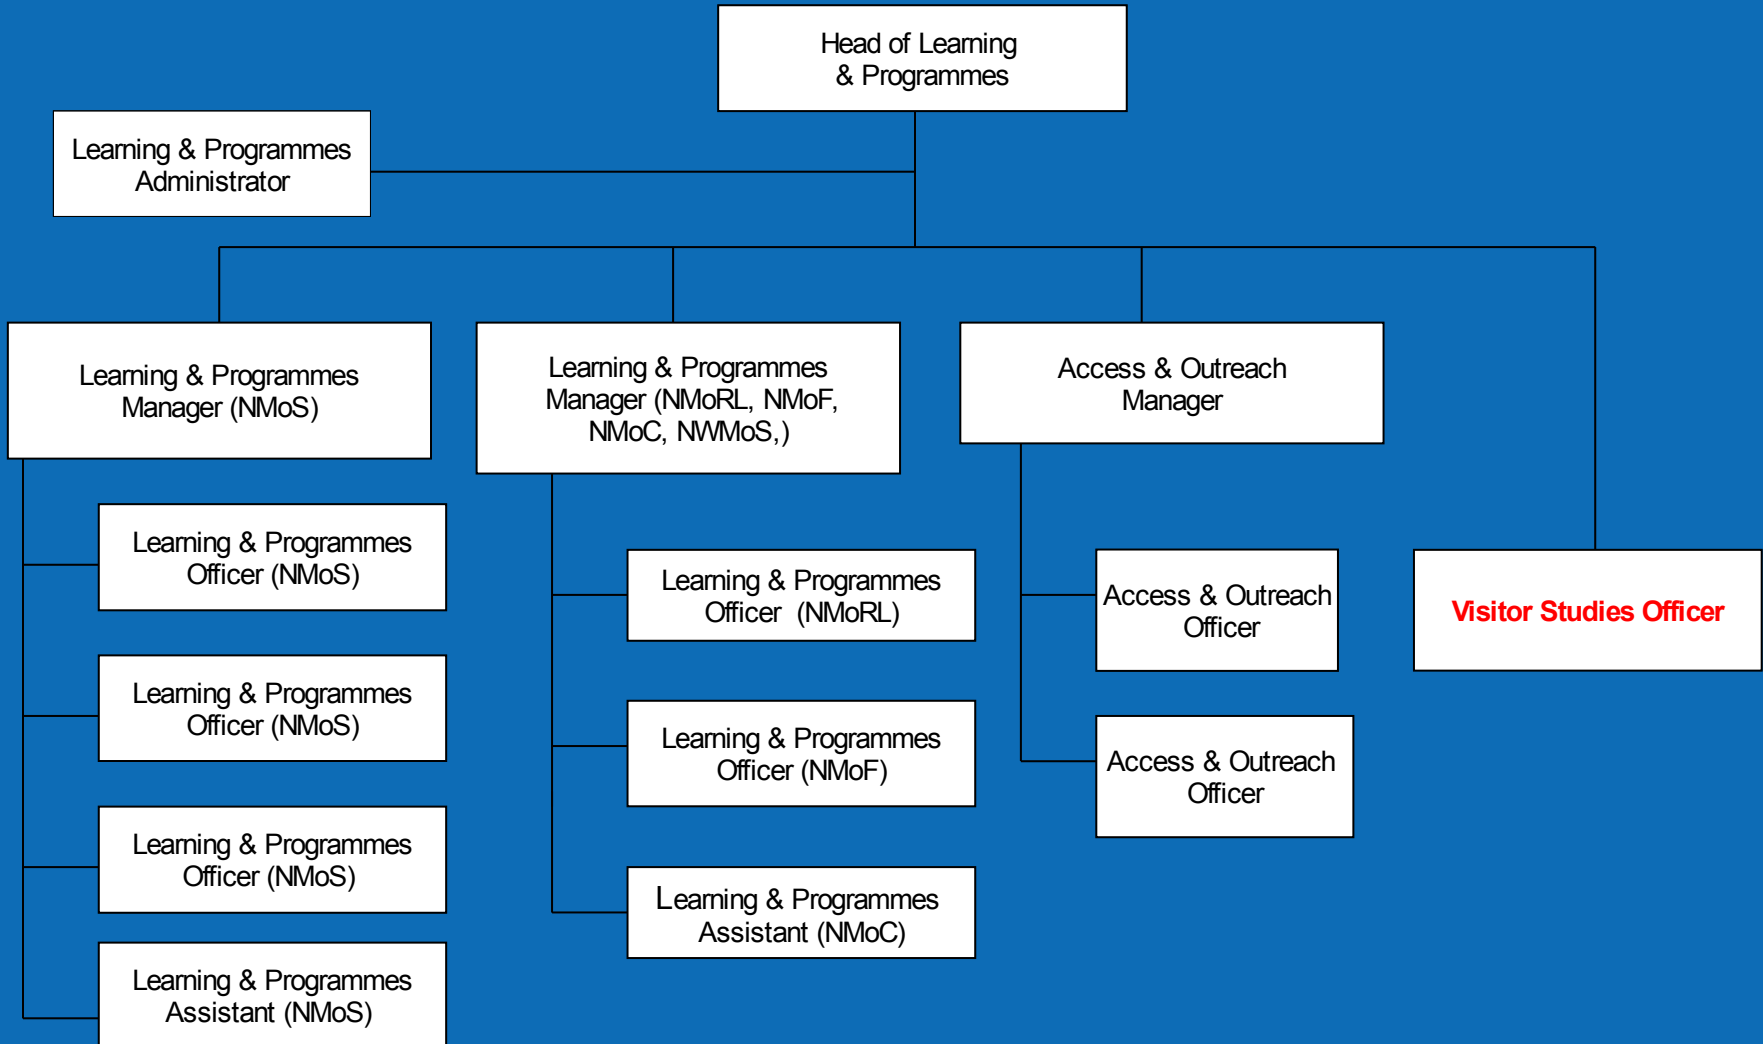 Head of Learning
& Programmes
Learning & Programmes
Administrator
Learning & Programmes
Manager (NMoS)
Learning & Programmes
Manager (NMoRL, NMoF,
NMoC, NWMoS,)
Access & Outreach
Manager
Learning & Programmes
Officer (NMoS)
Learning & Programmes
Officer (NMoS)
Learning & Programmes
Officer (NMoS)
Learning & Programmes
Assistant (NMoS)
Learning & Programmes
Officer  (NMoRL)
Learning & Programmes
Officer (NMoF)
Learning & Programmes
Assistant (NMoC)
Access & Outreach
Officer
Access & Outreach
Officer
Visitor Studies Officer